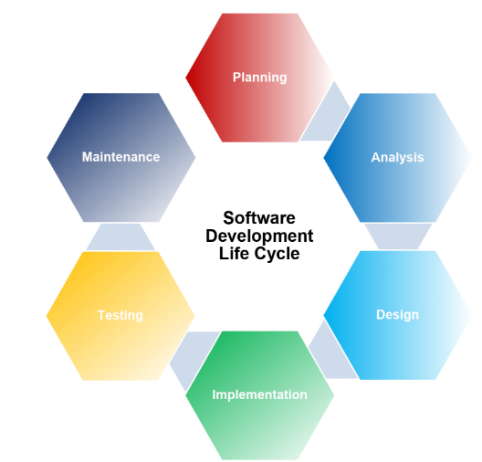 Planning
Analysis
Design
Implementation
Testing
Maintenance
Software
Development
Life Cycle